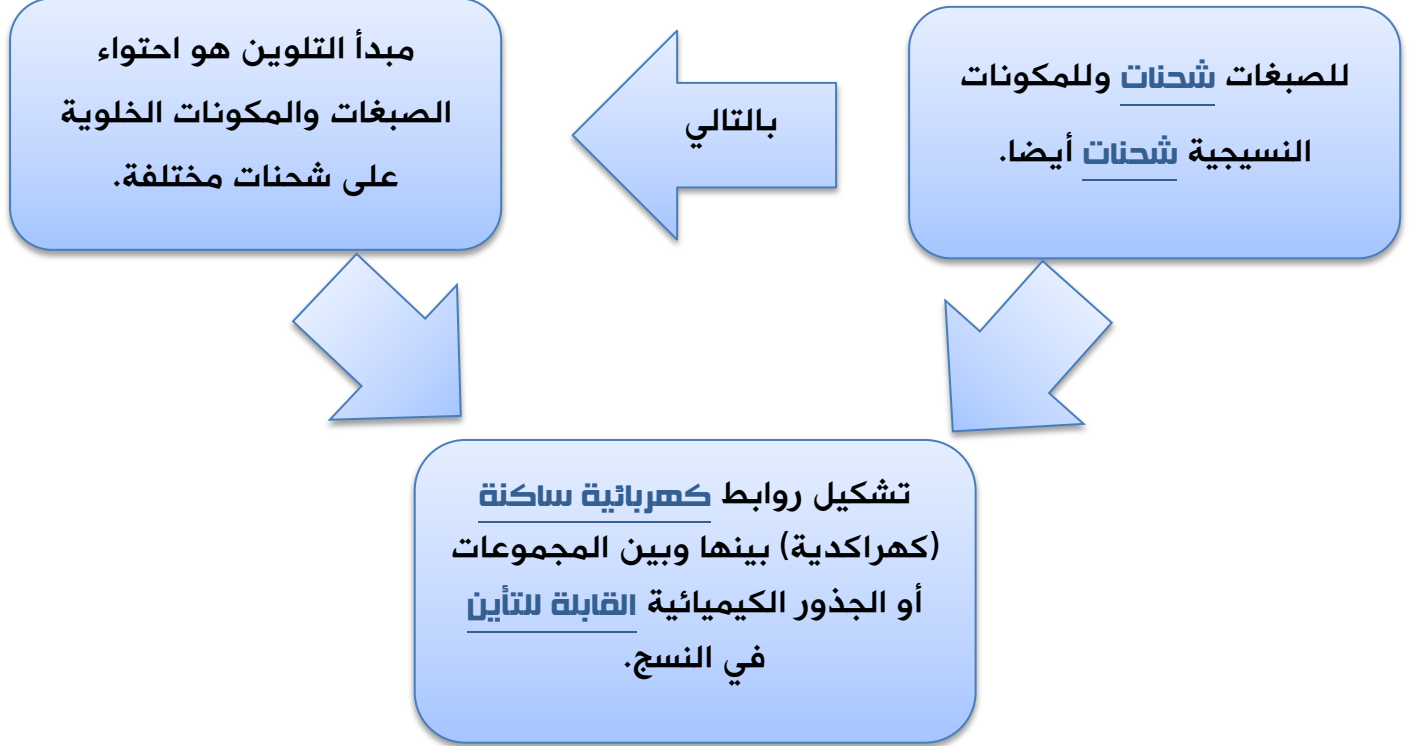 للصبغات شحنات وللمكونات
النسيجية شحنات أيضا.
بالتالي
مبدأ التلوين هو احتواء
الصبغات والمكونات الخلوية
على شحنات مختلفة.
تشكيل روابط كهربائية ساكنة
(كهراكدية) بينها وبين المجموعات
أو الجذور الكيميائية القابلة للتأين
في النسج.